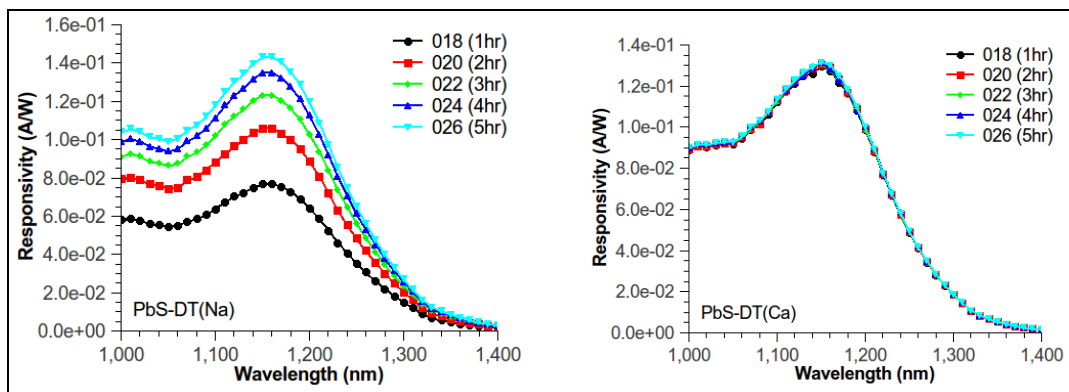 1.6e-01
1.4e-01
1.2e-01
1.0e-01
8.0e-02
6.0e-02
4.0e-02
2.0e-02
0.0e+00
Responsivity (A/W)
018 (1hr)
020 (2hr)
022 (3hr)
024 (4hr)
026 (5hr)
PbS-DT(Na)
1,000 1,100 1,200 1,300 1,400
Wavelength (nm)
1.4e-01
1.2e-01
1.0e-01
8.0e-02
6.0e-02
4.0e-02
2.0e-02
0.0e+00
Responsivity (A/W)
018 (1hr)
020 (2hr)
022 (3hr)
024 (4hr)
026 (5hr)
PbS-DT(Ca)
1,000 1,100 1,200 1,300 1,400
Wavelength (nm)